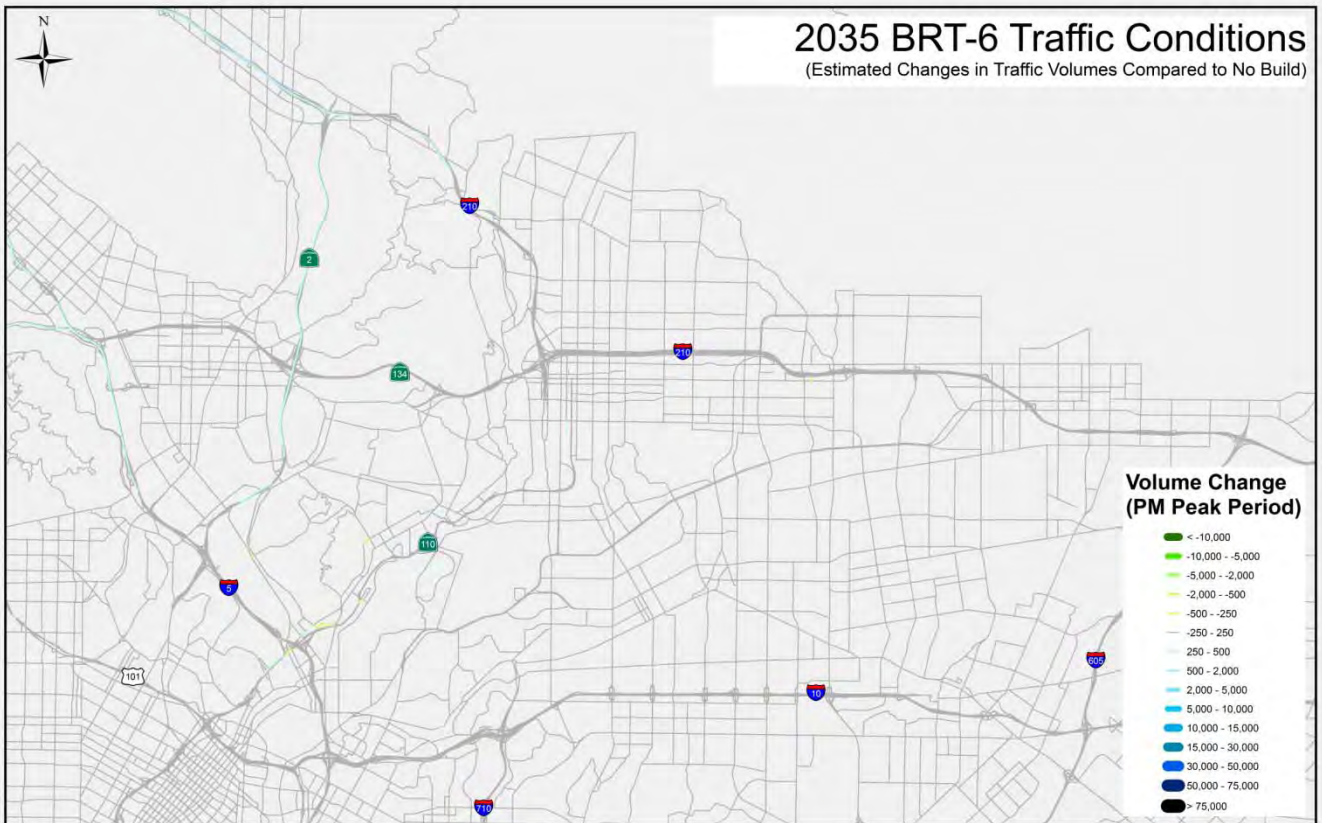 N
2035 BRT-6 Traffic Conditions
(Estimated Changes in Traffic Volumes Compared to No Build)
210
2
210
134
110
5
605
101
10
710
Volume Change
(PM Peak Period)
< -10,000
-10,000 - -5,000
-5,000 - -2,000
-2,000 - -500
-500 - -250
-250 - 250
250 - 500
500 - 2,000
2,000 - 5,000
5,000 - 10,000
10,000 - 15,000
15,000 - 30,000
30,000 - 50,000
50,000 - 75,000
> 75,000